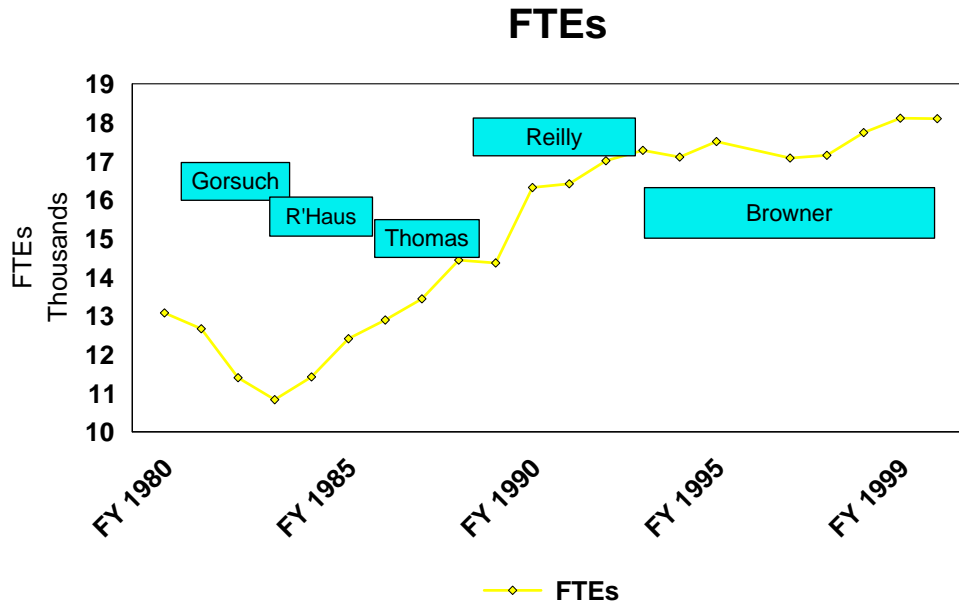 FTEs
19
18
17
16
15
14
13
12
11
10
FTEs
Thousands
Gorsuch
R'Haus
Thomas
Reilly
Browner
FY 1980
FY 1985
FY 1990
FY 1995
FY 1999
FTEs